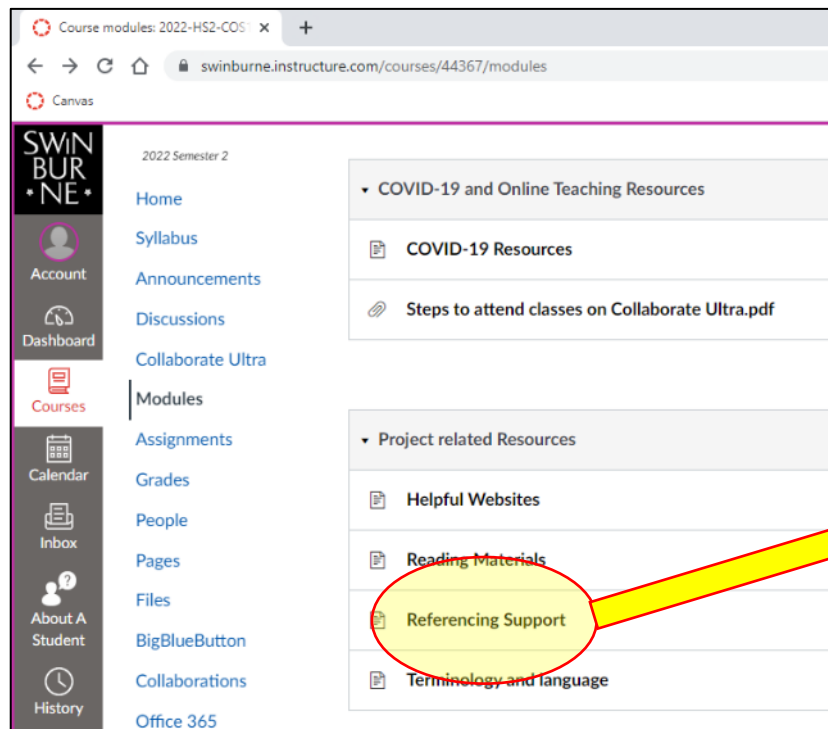 Course modules: 2022-HS2-COS
swinburne.instructure.com/courses/44367/modules
Canvas
SWIN
BUR
NE
Account
Dashboard
Courses
Calendar
Inbox
About A
Student
History
2022 Semester 2
Home
Syllabus
Announcements
Discussions
Collaborate Ultra
Modules
Assignments
Grades
People
Pages
Files
BigBlueButton
Collaborations
Office 365
COVID-19 and Online Teaching Resources
COVID-19 Resources
Steps to attend classes on Collaborate Ultra.pdf
Project related Resources
Helpful Websites
Reading Materials
Referencing Support
Terminology and language